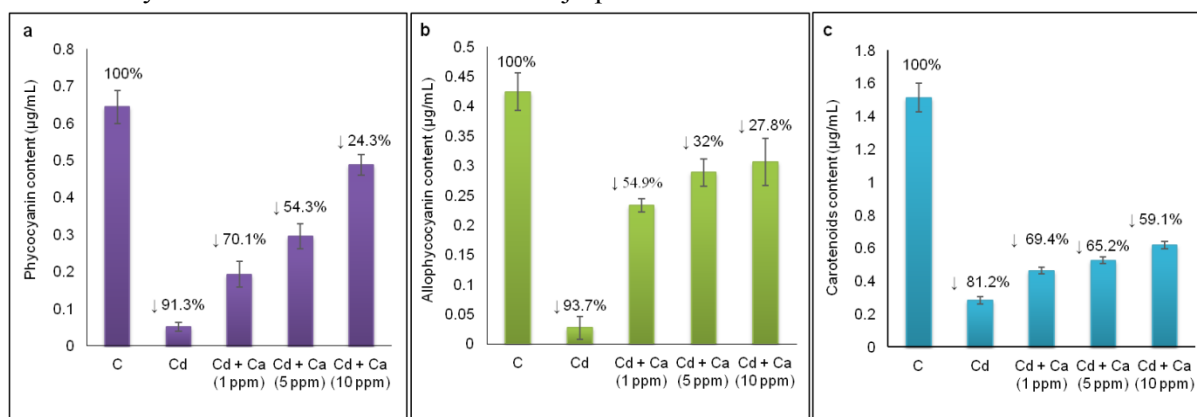 a
Phycocyanin content (µg/mL)
0.8
0.7
0.6
0.5
0.4
0.3
0.2
0.1
0
100%
↓ 91.3%
↓ 70.1%
↓ 54.3%
↓ 24.3%
C
Cd
Cd + Ca
(1 ppm)
Cd + Ca
(5 ppm)
Cd + Ca
(10 ppm)
b
Allophycocyanin content (µg/mL)
0.5
0.45
0.4
0.35
0.3
0.25
0.2
0.15
0.1
0.05
0
100%
↓ 93.7%
↓ 54.9%
↓ 32%
↓ 27.8%
C
Cd
Cd + Ca
(1 ppm)
Cd + Ca
(5 ppm)
Cd + Ca
(10 ppm)
c
Carotenoids content (µg/mL)
1.8
1.6
1.4
1.2
1
0.8
0.6
0.4
0.2
0
100%
↓ 81.2%
↓ 69.4%
↓ 65.2%
↓ 59.1%
C
Cd
Cd + Ca
(1 ppm)
Cd + Ca
(5 ppm)
Cd + Ca
(10 ppm)